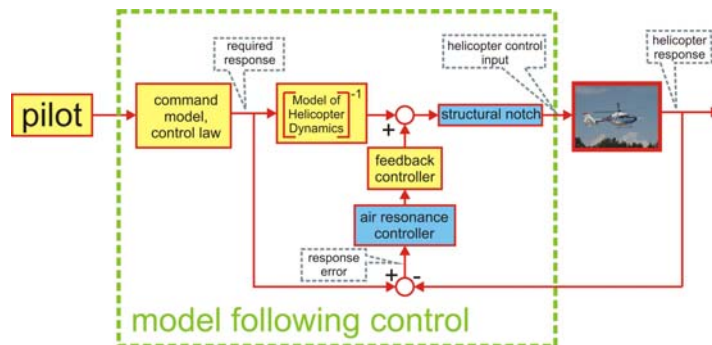 required
response
helicopter control
input
helicopter
response
pilot
command
model,
control law
Model of
Helicopter
Dynamics
-1
+
structural notch
feedback
controller
air resonance
controller
response
error
+
-
model following control